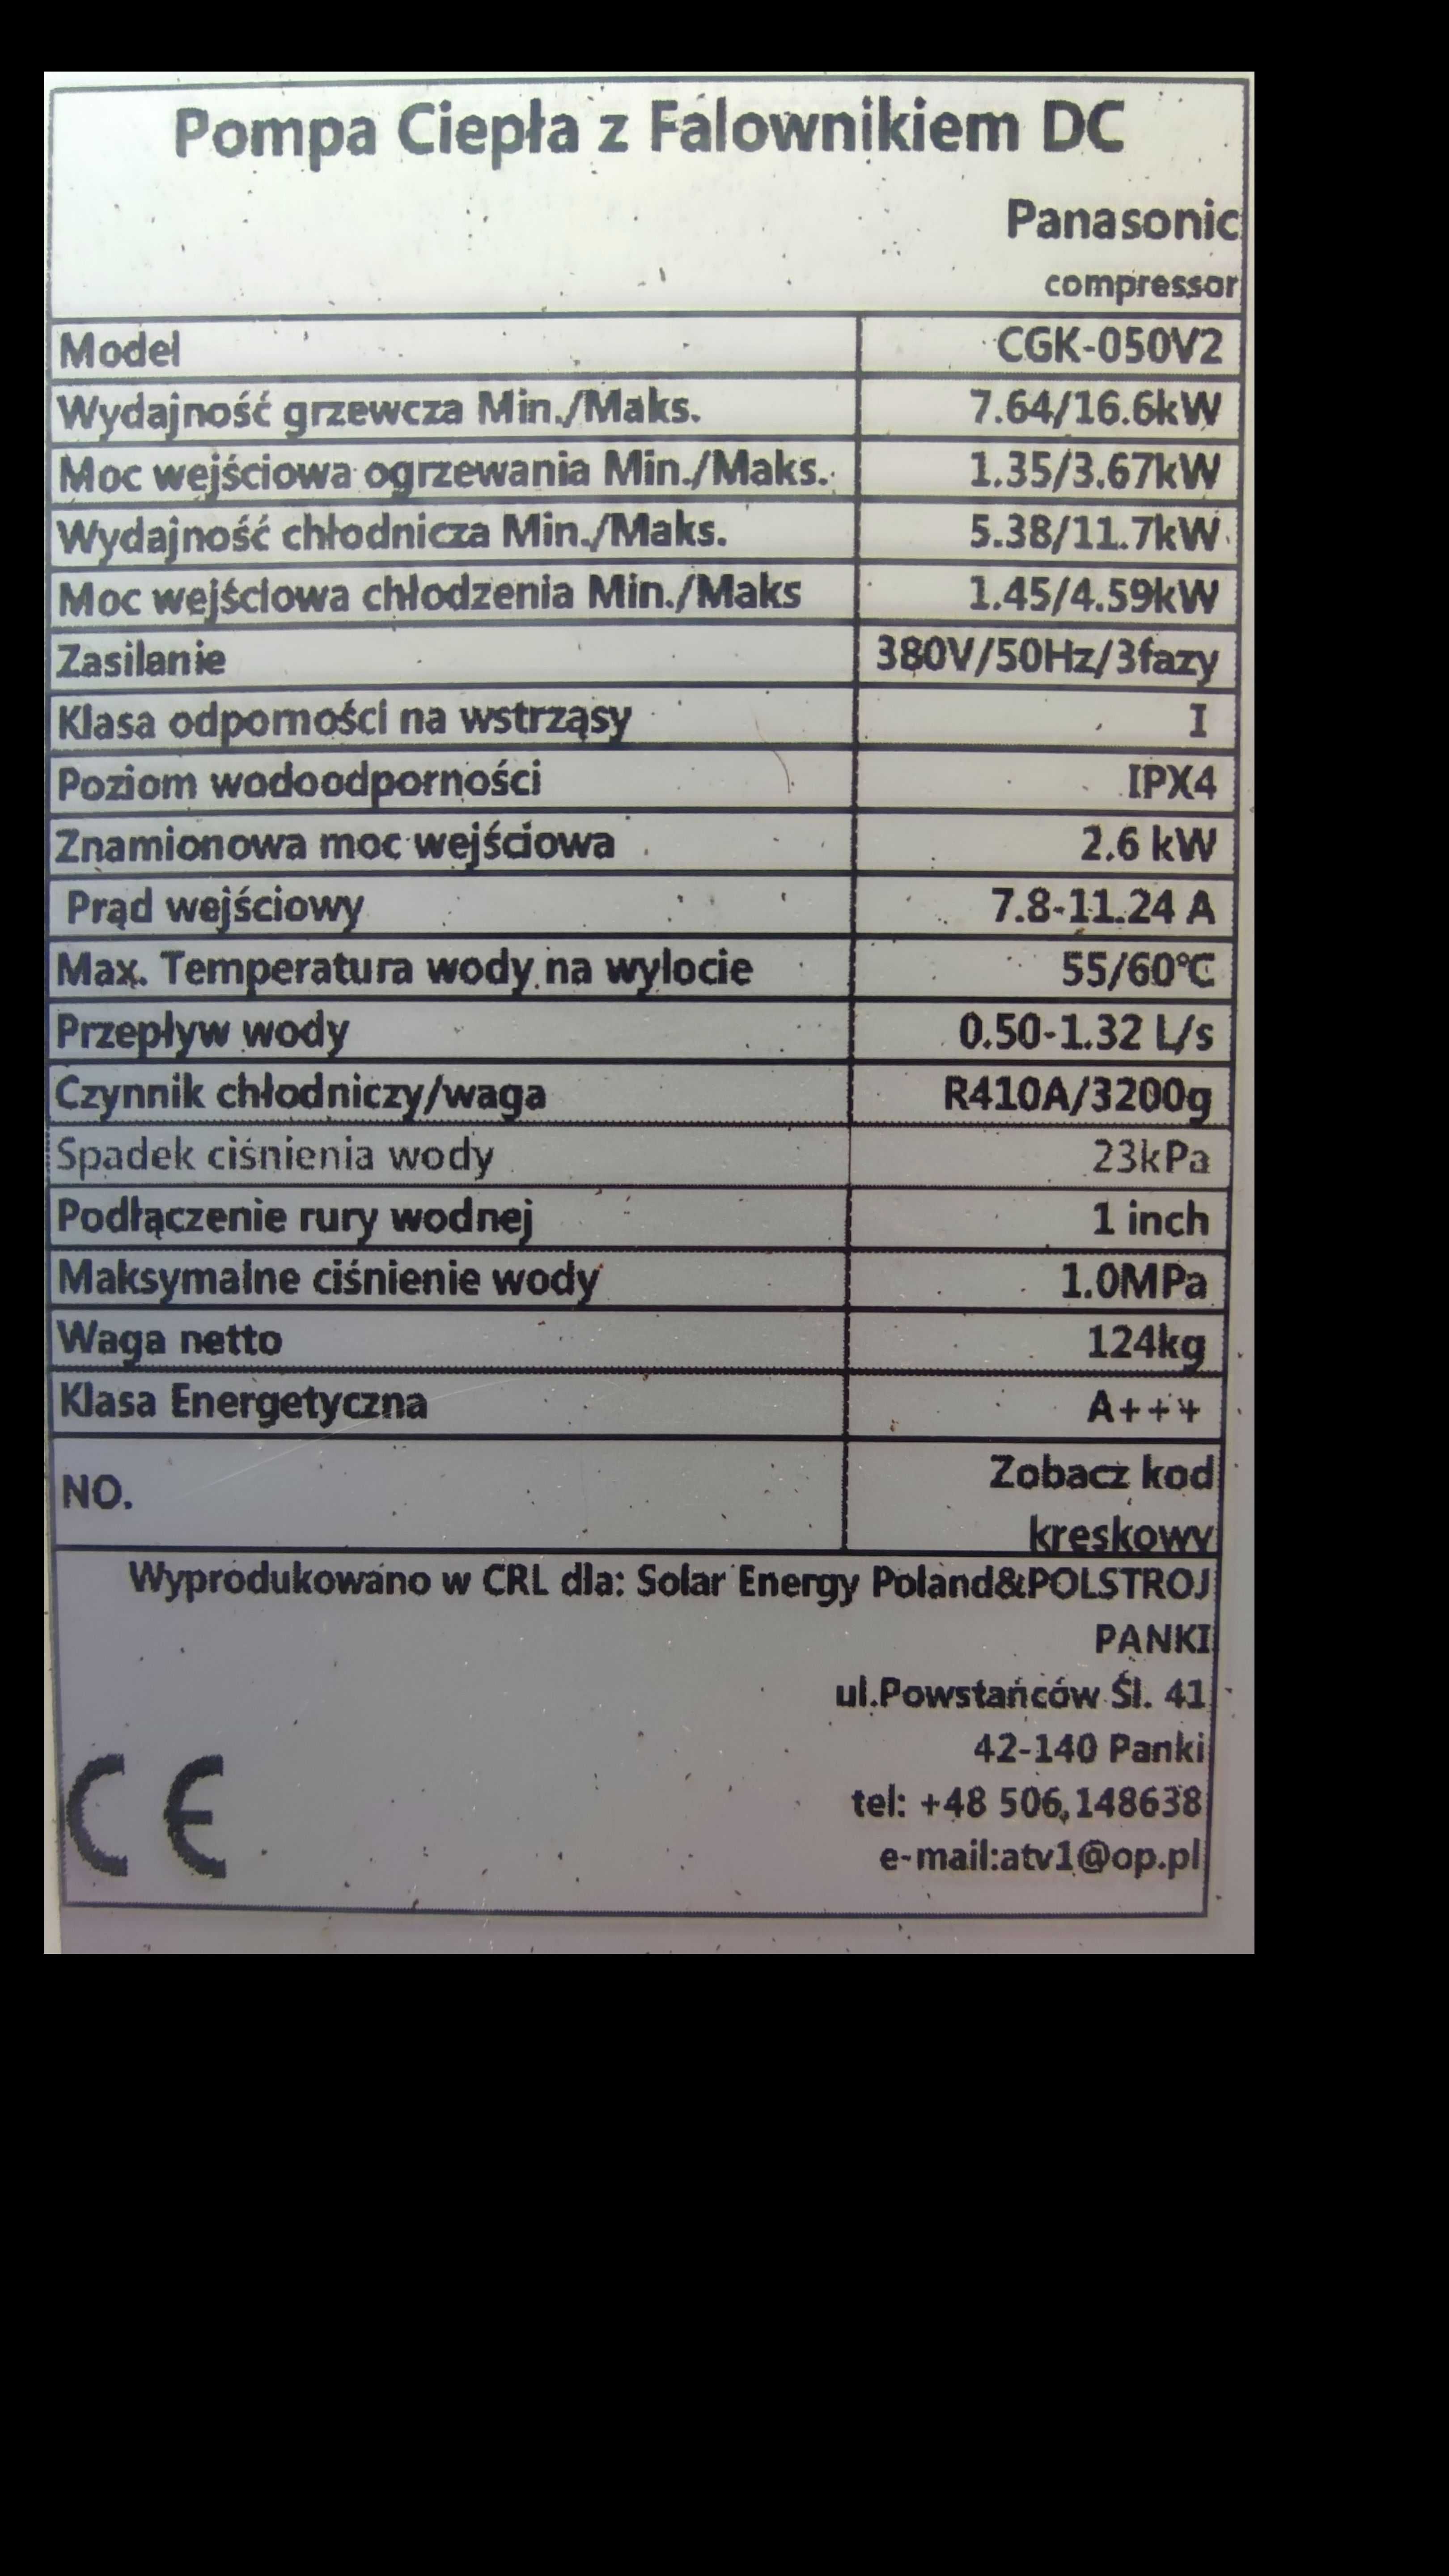 Pompa Ciepła z Falownikiem DC
Panasonic
compressor
Model CGK-050V2
Wydajność grzewcza Min./Maks. 7.64/16.6kW
Moc wejściowa ogrzewania Min./Maks. 1.35/3.67kW
Wydajność chłodnicza Min./Maks. 5.38/11.7kW
Moc wejściowa chłodzenia Min./Maks 1.45/4.59kW
Zasilanie 380V/50Hz/3fazy
Klasa odporności na wstrząsy I
Poziom wodoodporności IPX4
Znamionowa moc wejściowa 2.6 kW
Prąd wejściowy 7.8-11.24 A
Max. Temperatura wody na wylocie 55/60℃
Przepływ wody 0.50-1.32 L/s
Czynnik chłodniczy/waga R410A/3200g
Spadek ciśnienia wody 23kPa
Podłączenie rury wodnej 1 inch
Maksymalne ciśnienie wody 1.0MPa
Waga netto 124kg
Klasa Energetyczna A+++
NO. Zobacz kod
kreskowy
Wyprodukowano w CRL dla: Solar Energy Poland&POLSTROJ
PANKI
ul.Powstańców Śl. 41
42-140 Panki
tel: +48 506 148638
e-mail:atv1@op.pl
CE